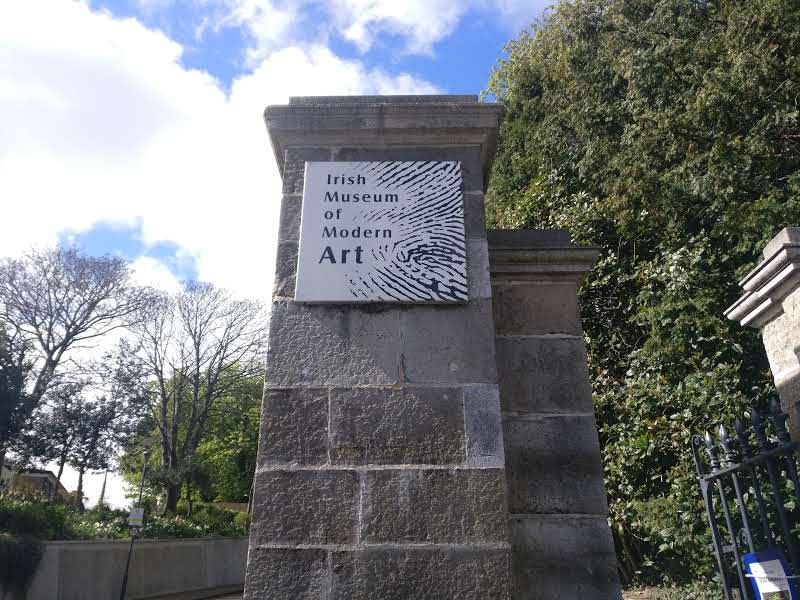 Irish
Museum
of
Modern
Art